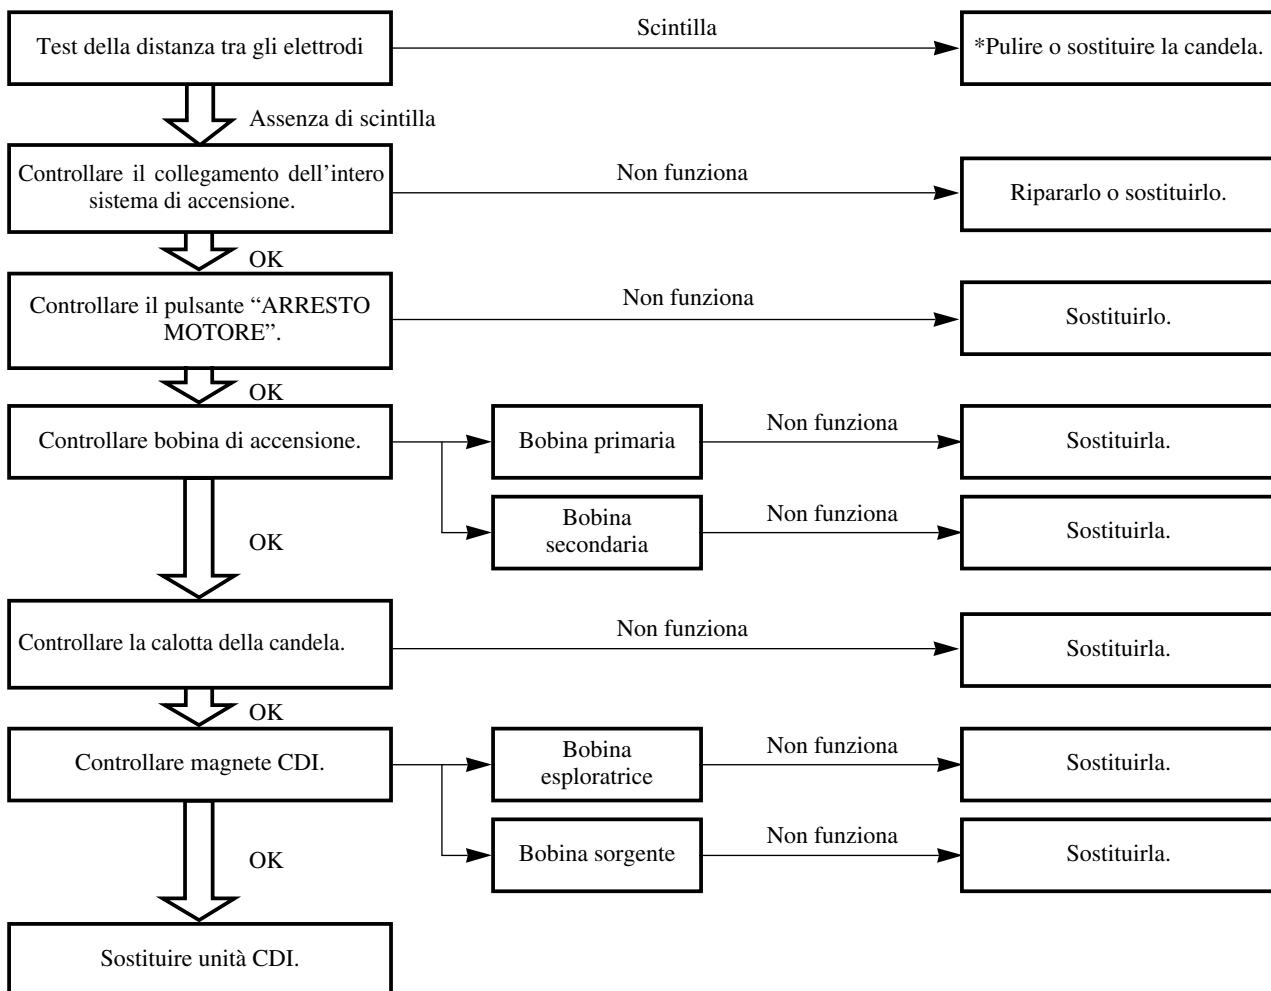 Test della distanza tra gli elettrodi
Scintilla
*Pulire o sostituire la candela.
Assenza di scintilla
Controllare il collegamento dell’intero
sistema di accensione.
Non funziona
Ripararlo o sostituirlo.
OK
Controllare il pulsante “ARRESTO
MOTORE”.
Non funziona
Sostituirlo.
OK
Controllare bobina di accensione.
Bobina primaria
Non funziona
Sostituirla.
Bobina
secondaria
Non funziona
Sostituirla.
OK
Controllare la calotta della candela.
Non funziona
Sostituirla.
OK
Controllare magnete CDI.
Bobina
esploratrice
Non funziona
Sostituirla.
Bobina sorgente
Non funziona
Sostituirla.
OK
Sostituire unità CDI.